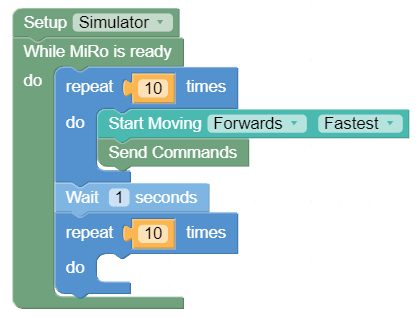 Setup Simulator
While MiRo is ready
do repeat 10 times
do Start Moving Forwards Fastest
Send Commands
Wait 1 seconds
repeat 10 times
do